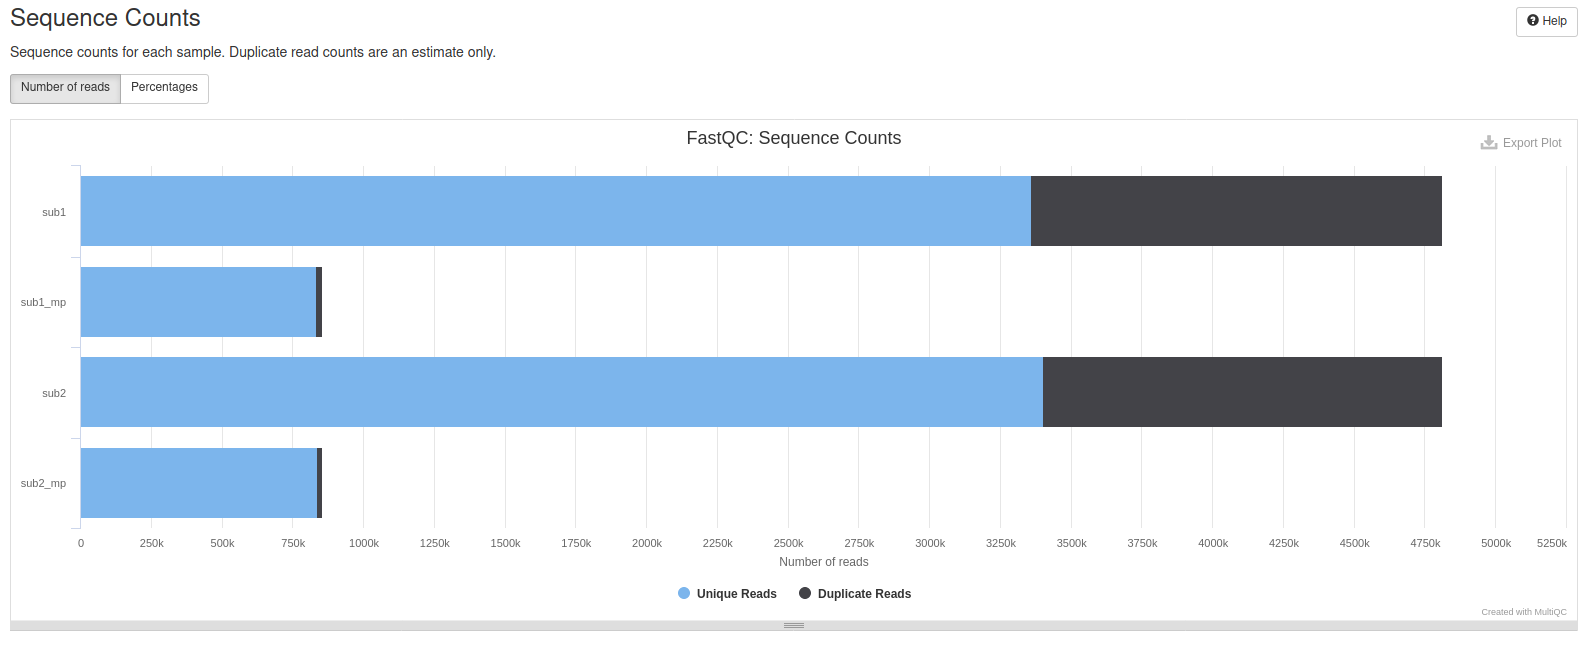 Sequence Counts
Help
Sequence counts for each sample. Duplicate read counts are an estimate only.
Number of reads
Percentages
FastQC: Sequence Counts
Export Plot
sub1
sub1_mp
sub2
sub2_mp
0 250k 500k 750k 1000k 1250k 1500k 1750k 2000k 2250k 2500k 2750k 3000k 3250k 3500k 3750k 4000k 4250k 4500k 4750k 5000k 5250k
Number of reads
Unique Reads Duplicate Reads
Created with MultiQC